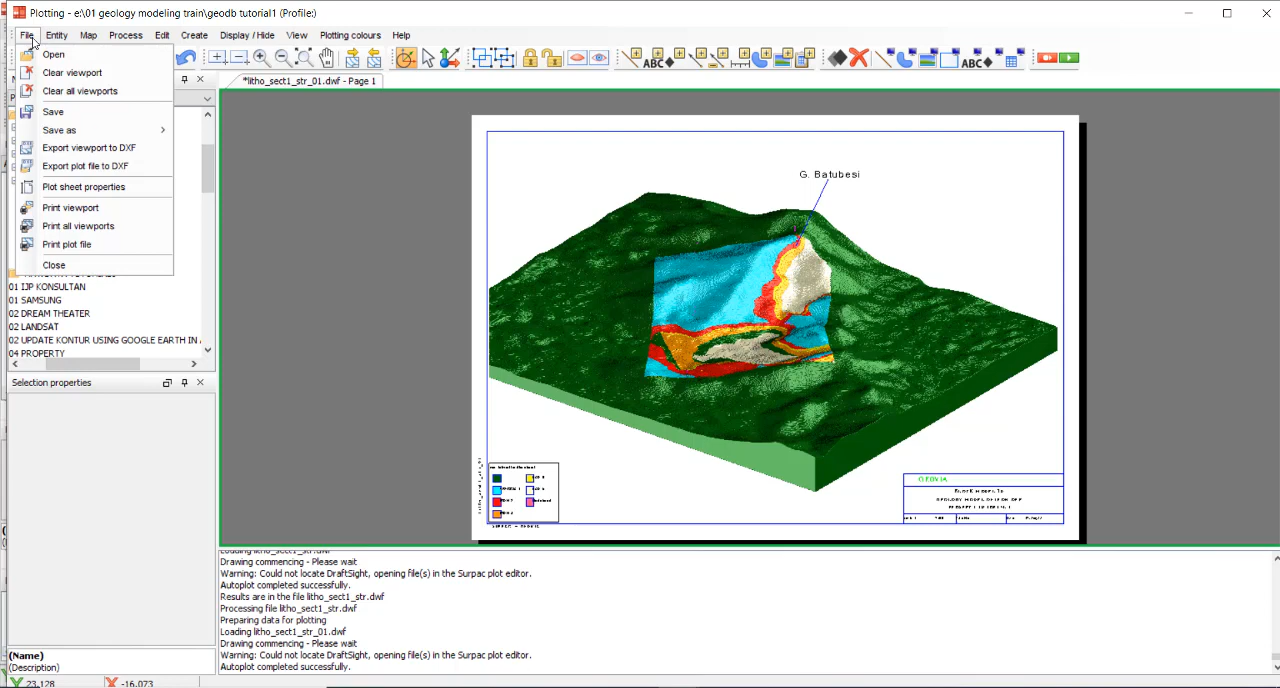 Plotting - e:\01 geology modeling train\geodb tutorial1 (Profile:)
File Entity Map Process Edit Create Display / Hide View Plotting colours Help
Open
Clear viewport
Clear all viewports
Save
Save as
Export viewport to DXF
Export plot file to DXF
Plot sheet properties
Print viewport
Print all viewports
Print plot file
Close
*litho_sect1_str_01.dwf - Page 1
01 IJP KONSULTAN
01 SAMSUNG
02 DREAM THEATER
02 LANDSAT
02 UPDATE KONTUR USING GOOGLE EARTH IN
04 PROPERTY
Selection properties
(Name)
(Description)
G. Batubesi
GEOVIA
Loading litho_sect1_str.dwf
Drawing commencing - Please wait
Warning: Could not locate DraftSight, opening file(s) in the Surpac plot editor.
Autoplot completed successfully.
Results are in the file litho_sect1_str.dwf
Processing file litho_sect1_str.dwf
Preparing data for plotting
Loading litho_sect1_str_01.dwf
Drawing commencing - Please wait
Warning: Could not locate DraftSight, opening file(s) in the Surpac plot editor.
Autoplot completed successfully.
23.128
-16.073